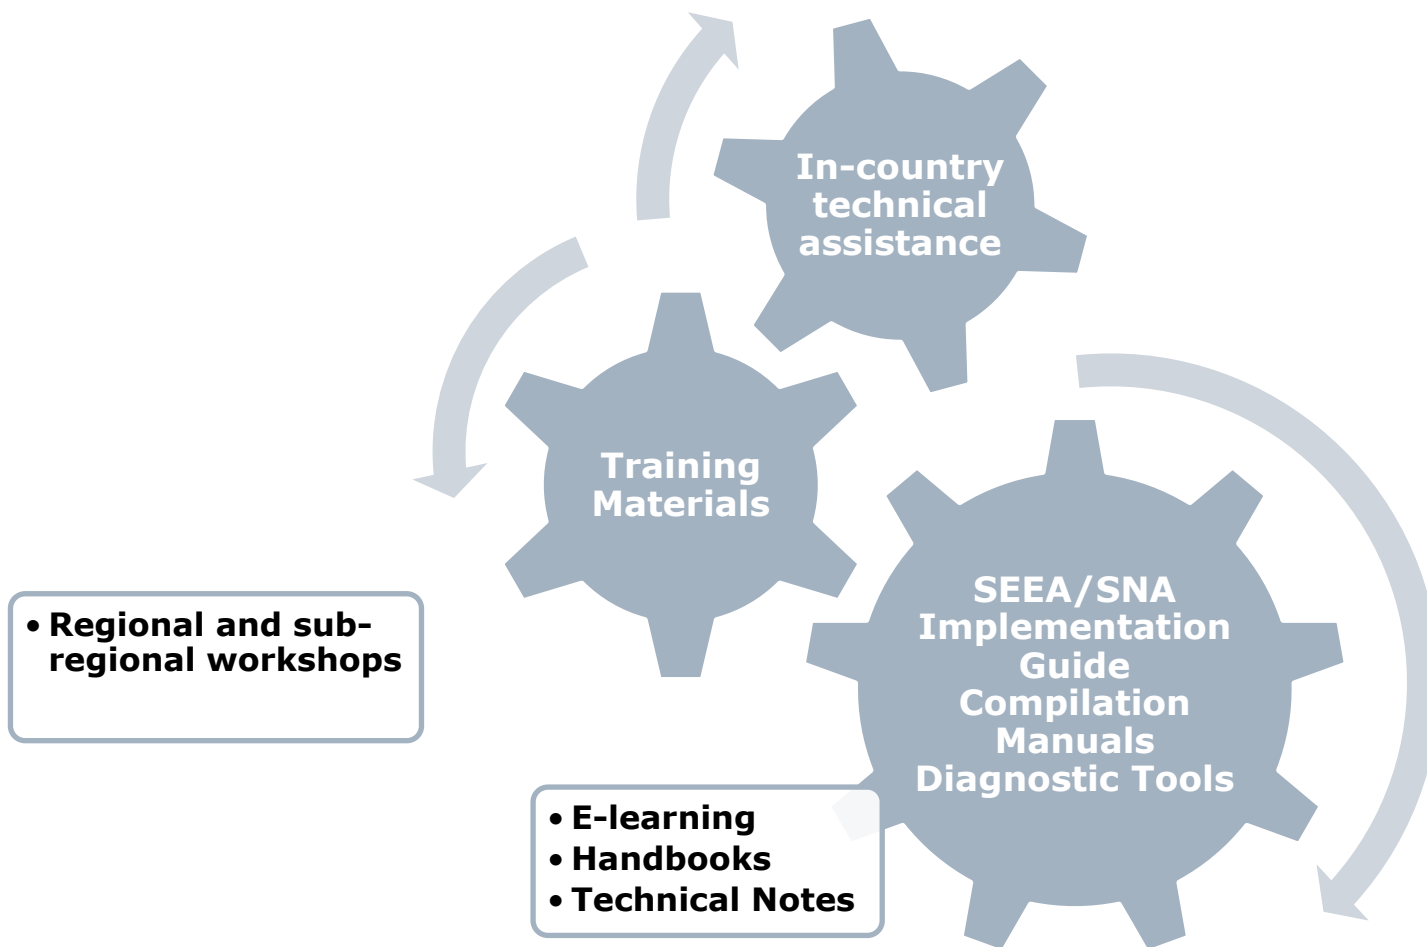 In-country
technical
assistance
Training
Materials
SEEA/SNA
Implementation
Guide
Compilation
Manuals
Diagnostic Tools
• Regional and sub-
regional workshops
• E-learning
• Handbooks
• Technical Notes